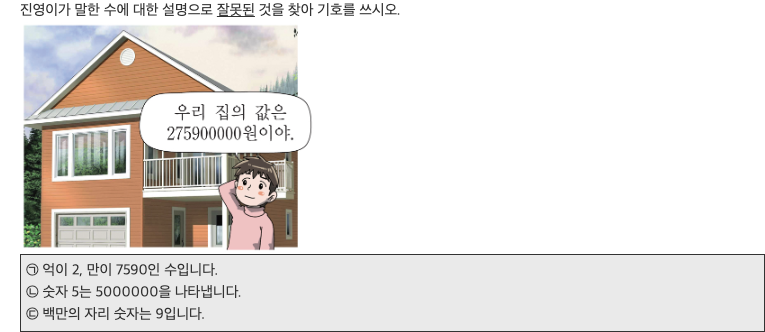 진영이가 말한 수에 대한 설명으로 잘못된 것을 찾아 기호를 쓰시오.
우리 집의 값은
275900000원이야.
㉠ 억이 2, 만이 7590인 수입니다.
㉡ 숫자 5는 5000000을 나타냅니다.
㉢ 백만의 자리 숫자는 9입니다.